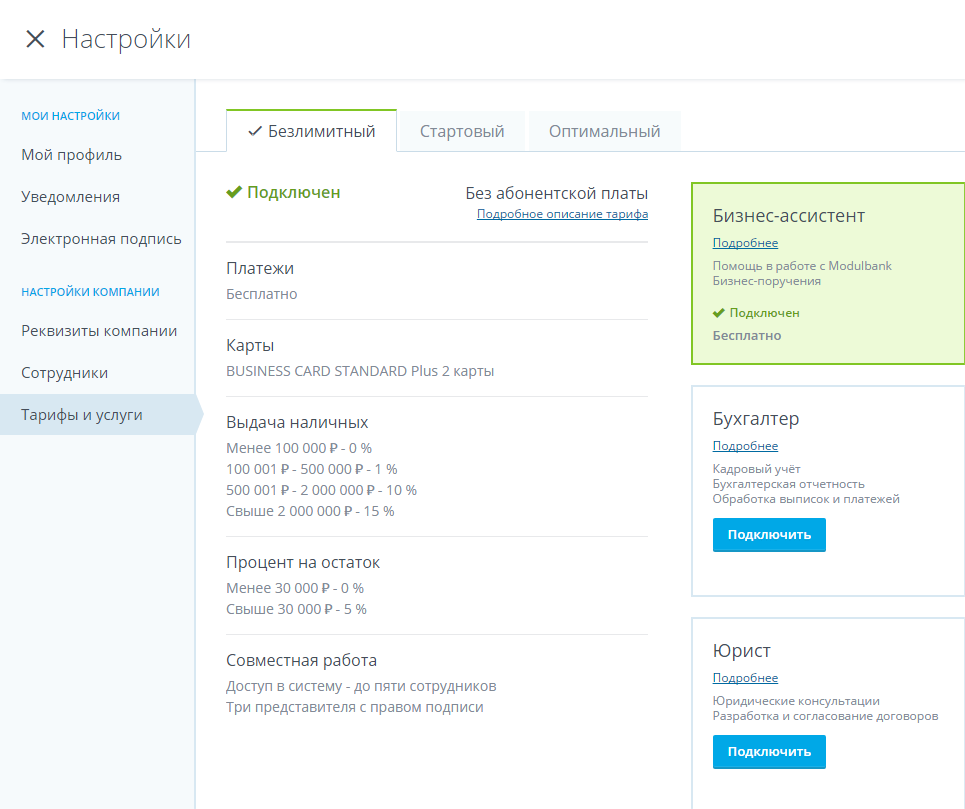 Настройки
МОИ НАСТРОЙКИ
Мой профиль
Уведомления
Электронная подпись
НАСТРОЙКИ КОМПАНИИ
Реквизиты компании
Сотрудники
Тарифы и услуги
Безлимитный
Стартовый
Оптимальный
Подключен
Без абонентской платы
Подробное описание тарифа
Платежи
Бесплатно
Карты
BUSINESS CARD STANDARD Plus 2 карты
Выдача наличных
Менее 100 000 ₽ - 0 %
100 001 ₽ - 500 000 ₽ - 1 %
500 001 ₽ - 2 000 000 ₽ - 10 %
Свыше 2 000 000 ₽ - 15 %
Процент на остаток
Менее 30 000 ₽ - 0 %
Свыше 30 000 ₽ - 5 %
Совместная работа
Доступ в систему - до пяти сотрудников
Три представителя с правом подписи
Бизнес-ассистент
Подробнее
Помощь в работе с Modulbank
Бизнес-поручения
Подключен
Бесплатно
Бухгалтер
Подробнее
Кадровый учёт
Бухгалтерская отчетность
Обработка выписок и платежей
Подключить
Юрист
Подробнее
Юридические консультации
Разработка и согласование договоров
Подключить